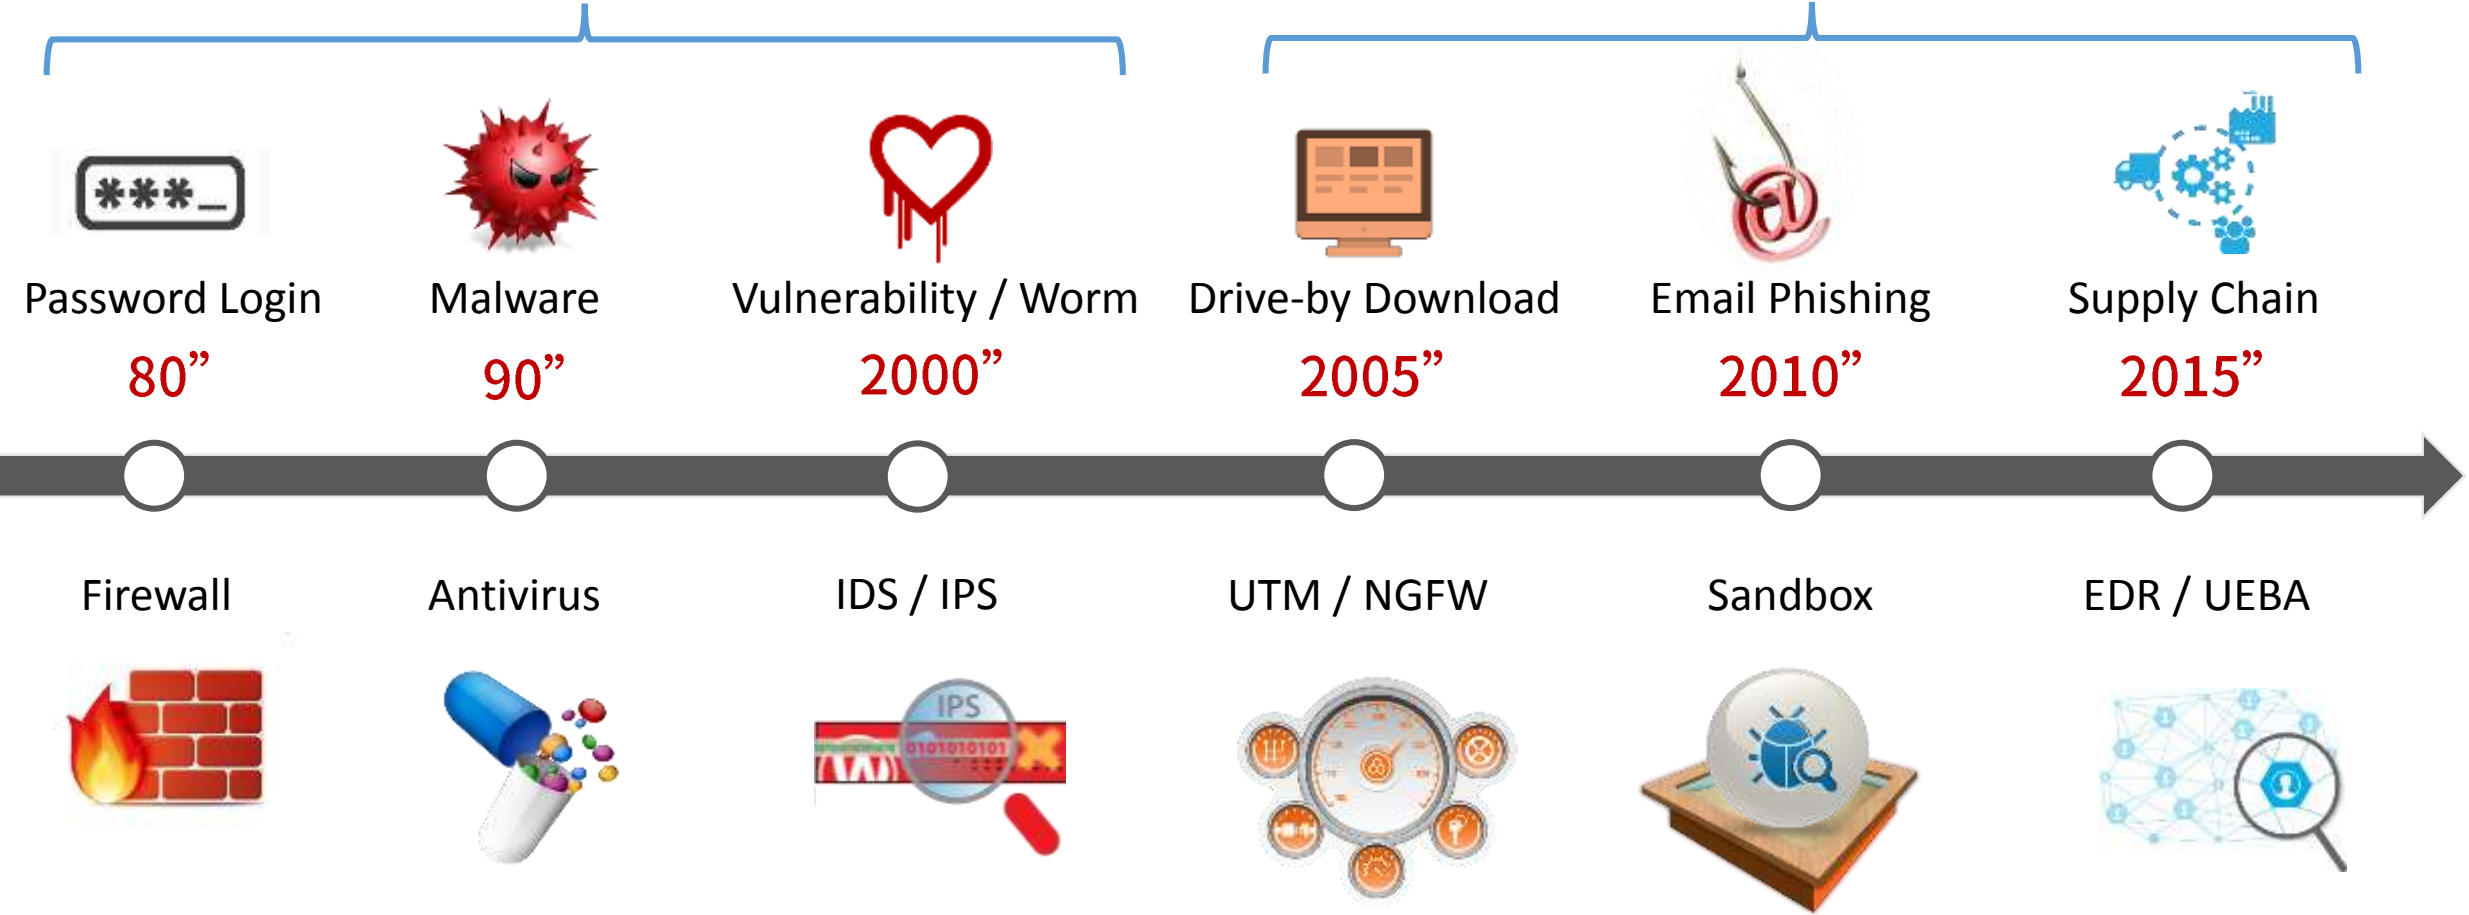 ***_
Password Login
Malware
Vulnerability / Worm
Drive-by Download
Email Phishing
Supply Chain
80”
90”
2000”
2005”
2010”
2015”
Firewall
Antivirus
IDS / IPS
UTM / NGFW
Sandbox
EDR / UEBA
IPS
0101010101